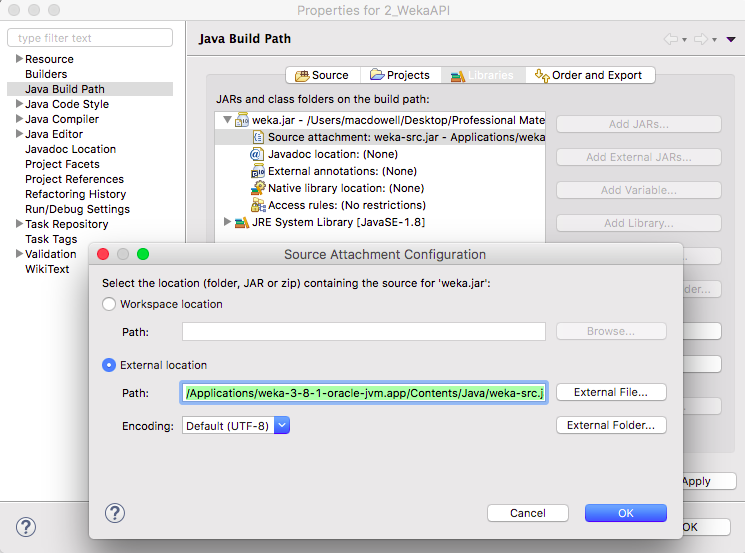 Properties for 2_WekaAPI
type filter text
Resource
Builders
Java Build Path
Java Code Style
Java Compiler
Java Editor
Javadoc Location
Project Facets
Project References
Refactoring History
Run/Debug Settings
Task Repository
Task Tags
Validation
WikiText
Java Build Path
Source
Projects
Libraries
Order and Export
JARs and class folders on the build path:
weka.jar - /Users/macdowell/Desktop/Professional Mate
Source attachment: weka-src.jar - Applications/weka
Javadoc location: (None)
External annotations: (None)
Native library location: (None)
Access rules: (No restrictions)
JRE System Library [JavaSE-1.8]
Add JARs...
Add External JARs...
Add Variable...
Add Library...
der...
Apply
OK
Source Attachment Configuration
Select the location (folder, JAR or zip) containing the source for 'weka.jar':
Workspace location
Path:
Browse...
External location
Path: /Applications/weka-3-8-1-oracle-jvm.app/Contents/Java/weka-src.j
External File...
Encoding: Default (UTF-8)
External Folder...
?
Cancel
OK
?